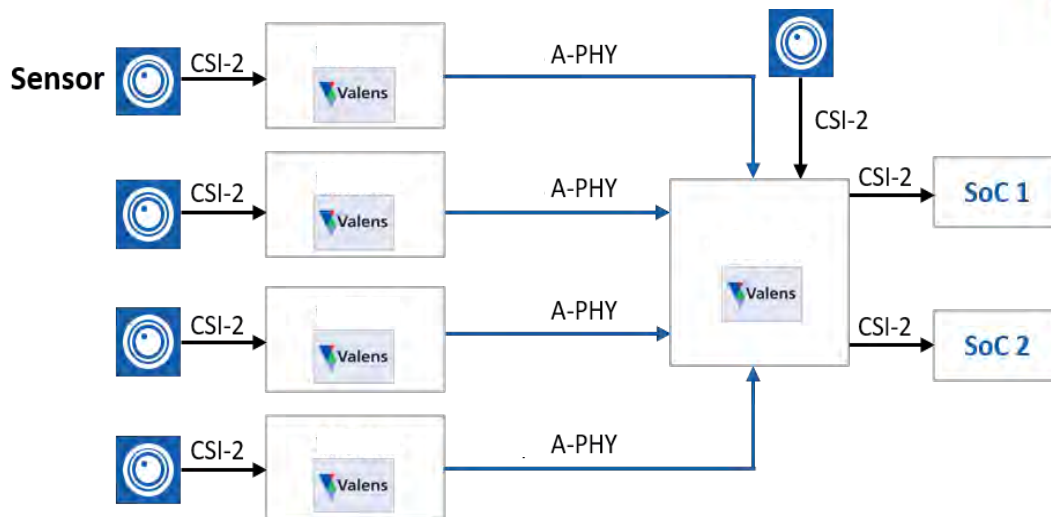 Sensor
CSI-2
Valens
A-PHY
CSI-2
CSI-2
Valens
A-PHY
CSI-2
SoC 1
Valens
CSI-2
Valens
A-PHY
CSI-2
SoC 2
CSI-2
Valens
A-PHY